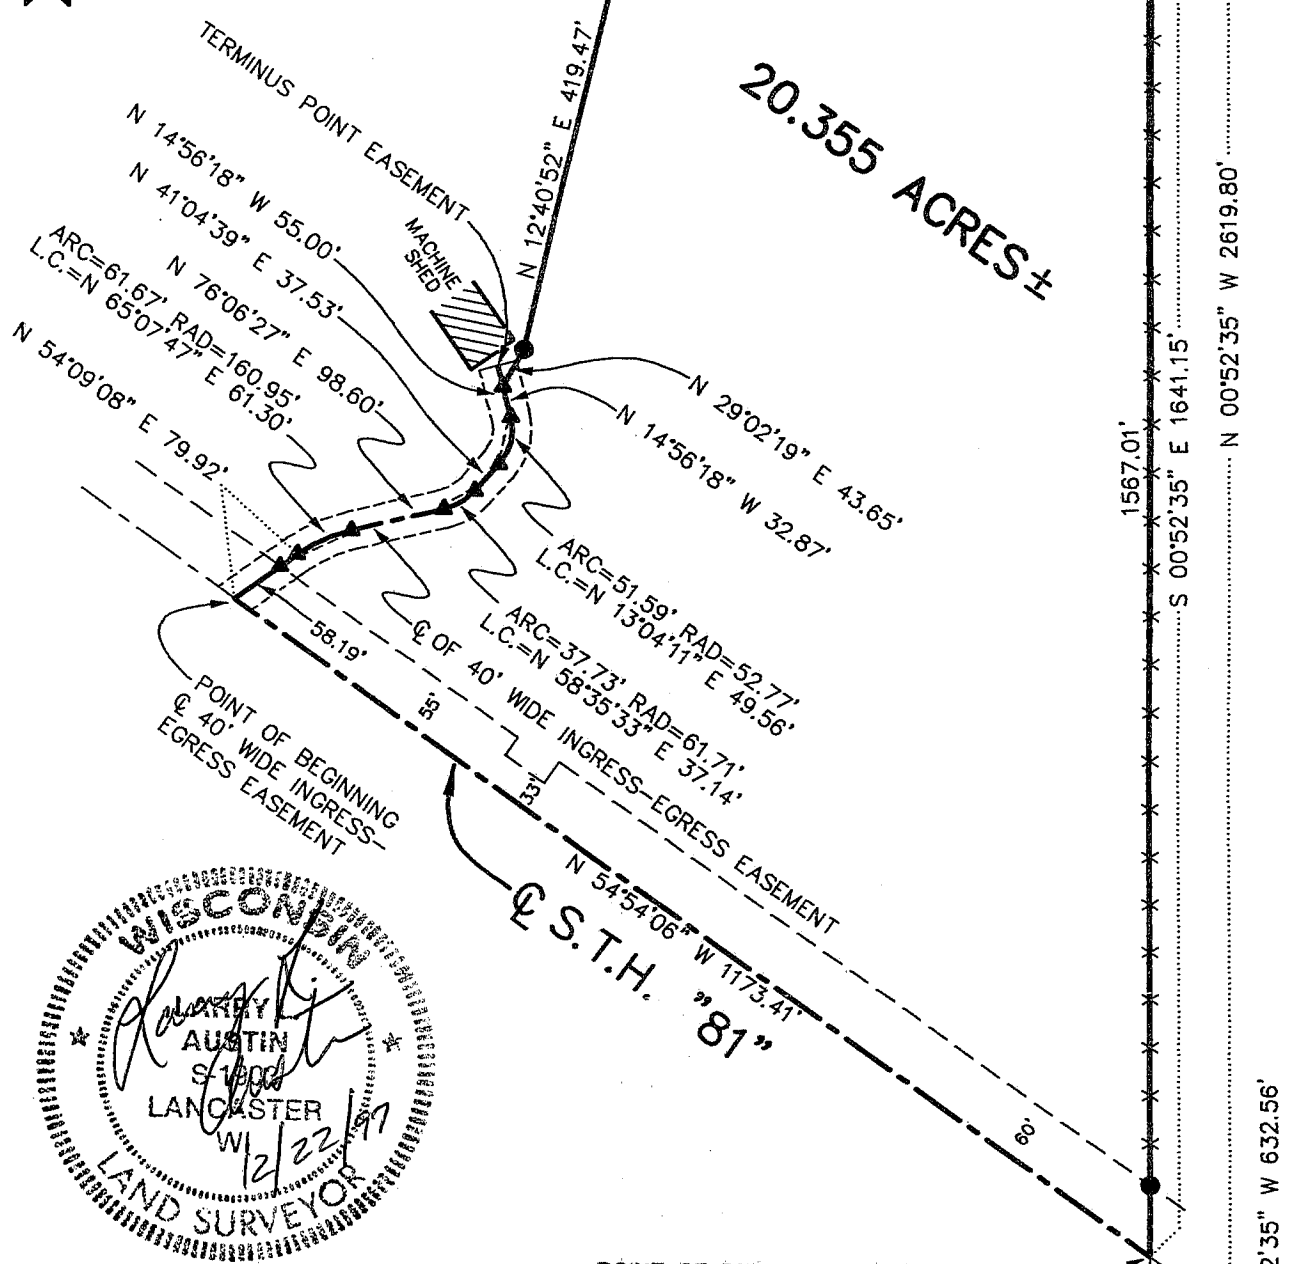 TERMINUS POINT EASEMENT
N 14°56'18" W 55.00'
N 41°04'39" E 37.53'
N 76°06'27" E 98.60'
ARC=61.67' RAD=160.95'
L.C.=N 65°07'47" E 61.30'
N 54°09'08" E 79.92'
MACHINE
SHED
N 12°40'52" E 419.47'
20.355 ACRES±
N 29°02'19" E 43.65'
N 14°56'18" W 32.87'
ARC=51.59' RAD=52.77'
L.C.=N 13°04'11" E 49.56'
ARC=37.73' RAD=61.71'
L.C.=N 58°35'33" E 37.14'
℄ OF 40' WIDE INGRESS-EGRESS EASEMENT
58.19'
55'
33'
60'
POINT OF BEGINNING
℄ 40' WIDE INGRESS-
EGRESS EASEMENT
N 54°54'06" W 1173.41'
℄ S.T.H. "81"
1567.01'
S 00°52'35" E 1641.15'
N 00°52'35" W 2619.80'
2'35" W 632.56'
WISCONSIN
LARRY
AUSTIN
LANCASTER
WI
12/22/97
LAND SURVEYOR